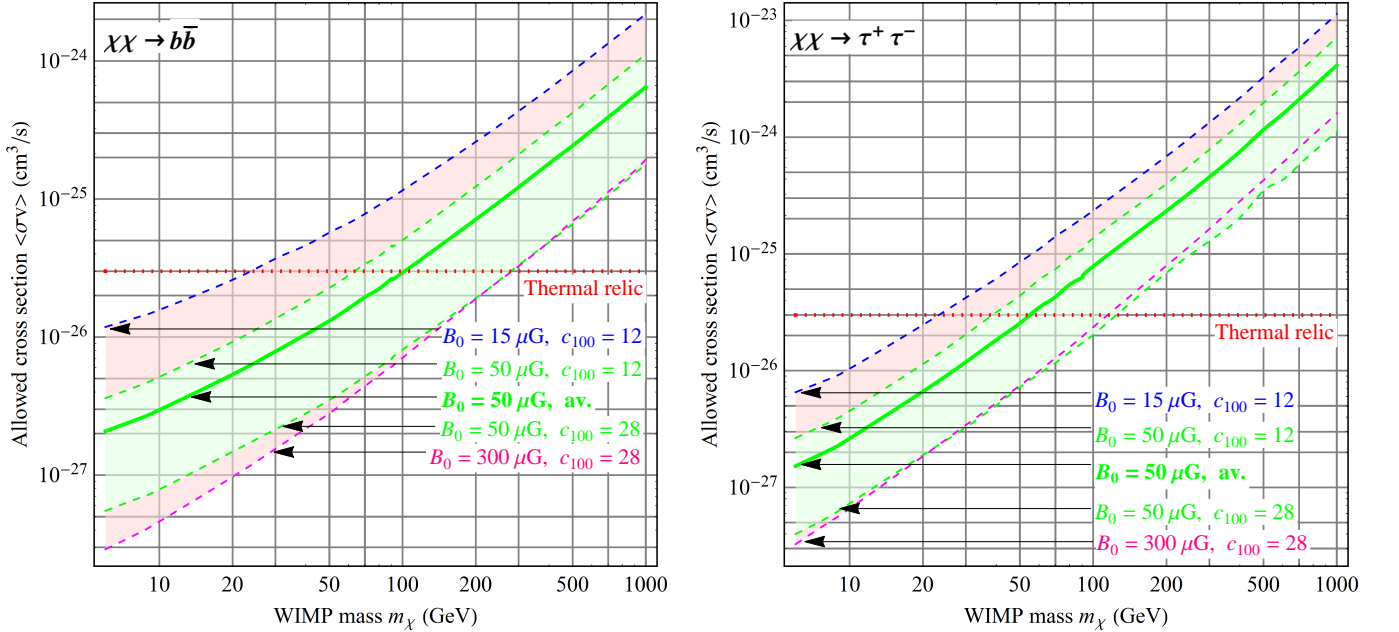 χχ → bb̄
10⁻²⁴
10⁻²⁵
10⁻²⁶
10⁻²⁷
Allowed cross section <σv> (cm³/s)
Thermal relic
B₀ = 15 μG, c₁₀₀ = 12
B₀ = 50 μG, c₁₀₀ = 12
B₀ = 50 μG, av.
B₀ = 50 μG, c₁₀₀ = 28
B₀ = 300 μG, c₁₀₀ = 28
10 20 50 100 200 500 1000
WIMP mass mᵪ (GeV)
χχ → τ⁺ τ⁻
10⁻²³
10⁻²⁴
10⁻²⁵
10⁻²⁶
10⁻²⁷
Allowed cross section <σv> (cm³/s)
Thermal relic
B₀ = 15 μG, c₁₀₀ = 12
B₀ = 50 μG, c₁₀₀ = 12
B₀ = 50 μG, av.
B₀ = 50 μG, c₁₀₀ = 28
B₀ = 300 μG, c₁₀₀ = 28
10 20 50 100 200 500 1000
WIMP mass mᵪ (GeV)